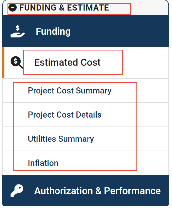 FUNDING & ESTIMATE
Funding
Estimated Cost
Project Cost Summary
Project Cost Details
Utilities Summary
Inflation
Authorization & Performance